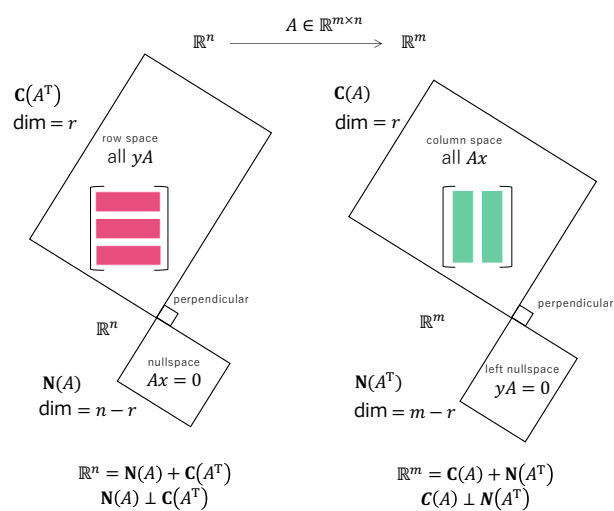 A ∈ ℝᵐˣⁿ
ℝⁿ
ℝᵐ
C(Aᵀ)
dim = r
row space
all yA
perpendicular
ℝⁿ
nullspace
Ax = 0
N(A)
dim = n − r
ℝⁿ = N(A) + C(Aᵀ)
N(A) ⊥ C(Aᵀ)
C(A)
dim = r
column space
all Ax
perpendicular
ℝᵐ
left nullspace
yA = 0
N(Aᵀ)
dim = m − r
ℝᵐ = C(A) + N(Aᵀ)
C(A) ⊥ N(Aᵀ)